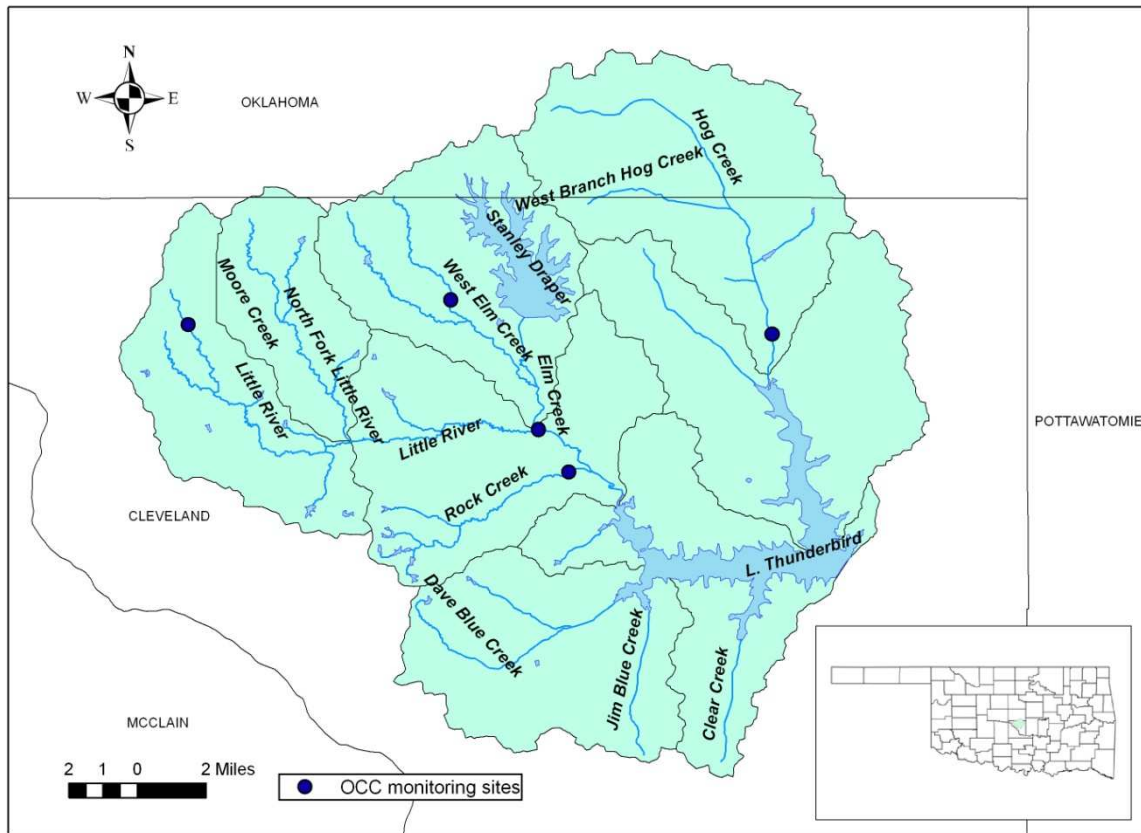 N
W E
S
OKLAHOMA
Hog Creek
West Branch Hog Creek
Stanley Draper
Moore Creek
North Fork Little River
West Elm Creek
Elm Creek
Little River
Little River
Rock Creek
POTTAWATOMIE
CLEVELAND
L. Thunderbird
Dave Blue Creek
Jim Blue Creek
Clear Creek
MCCLAIN
2 1 0 2 Miles
OCC monitoring sites